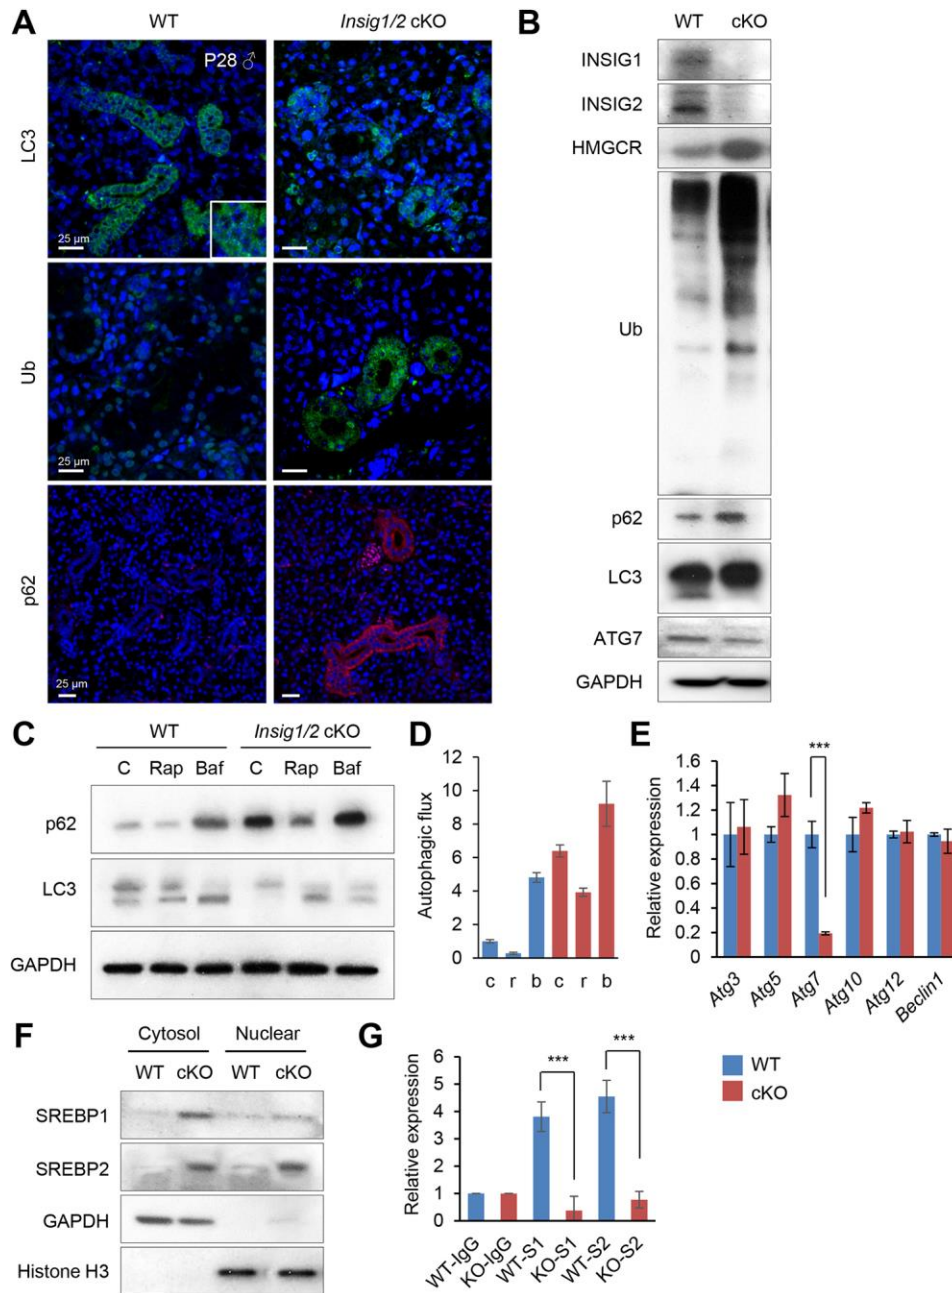 A
WT
Insig1/2 cKO
P28 ♂
LC3
25 µm
Ub
25 µm
p62
25 µm
B
WT cKO
INSIG1
INSIG2
HMGCR
Ub
p62
LC3
ATG7
GAPDH
C
WT
Insig1/2 cKO
C Rap Baf C Rap Baf
p62
LC3
GAPDH
D
Autophagic flux
12
10
8
6
4
2
0
c r b c r b
E
Relative expression
1.6
1.4
1.2
1
0.8
0.6
0.4
0.2
0
***
Atg3 Atg5 Atg7 Atg10 Atg12 Beclin1
F
Cytosol Nuclear
WT cKO WT cKO
SREBP1
SREBP2
GAPDH
Histone H3
G
Relative expression
6
5
4
3
2
1
0
***
***
WT-IgG KO-IgG WT-S1 KO-S1 WT-S2 KO-S2
WT
cKO